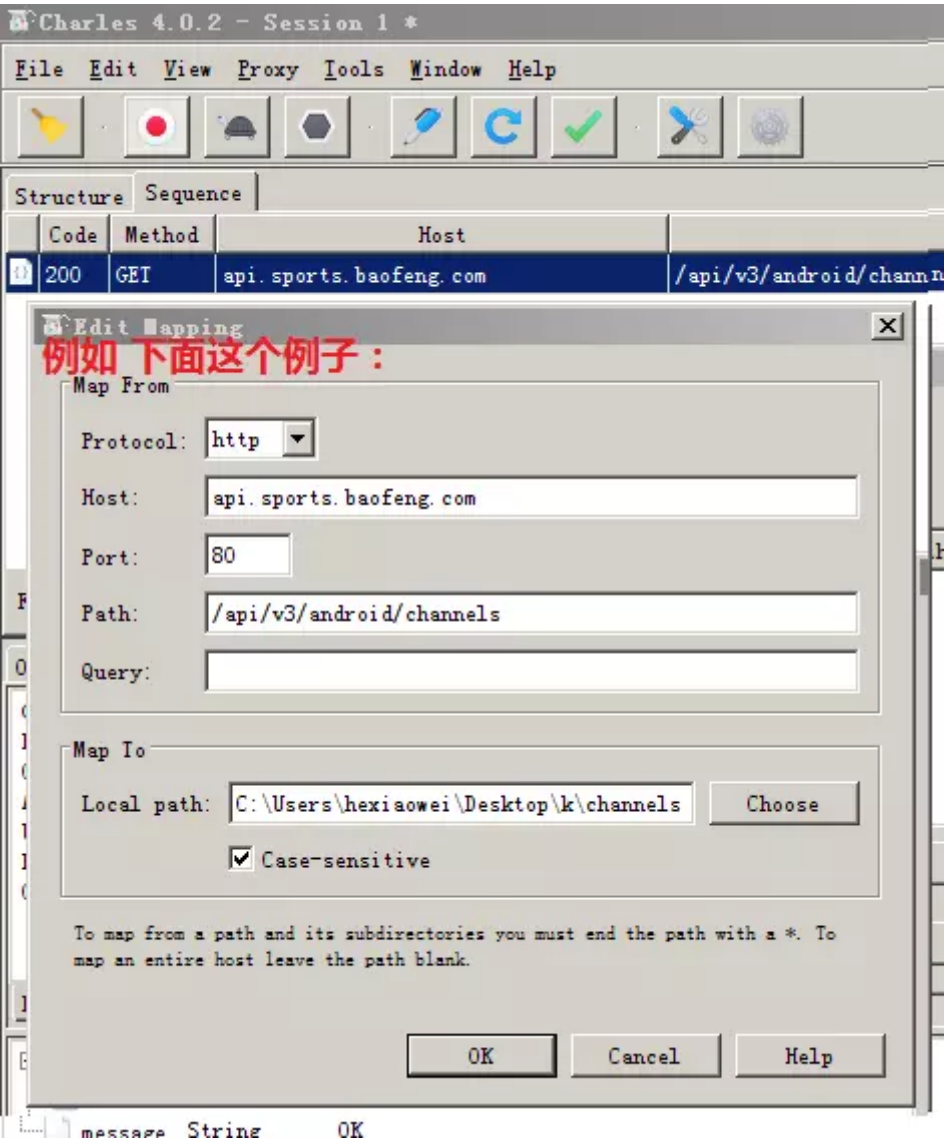 Charles 4.0.2 - Session 1 *
File Edit View Proxy Tools Window Help
Structure Sequence
Code Method Host
200 GET api.sports.baofeng.com /api/v3/android/chann
Edit Mapping
例如 下面这个例子：
Map From
Protocol: http
Host: api.sports.baofeng.com
Port: 80
Path: /api/v3/android/channels
Query:
Map To
Local path: C:\Users\hexiaowei\Desktop\k\channels Choose
Case-sensitive
To map from a path and its subdirectories you must end the path with a *. To
map an entire host leave the path blank.
OK Cancel Help
message String OK